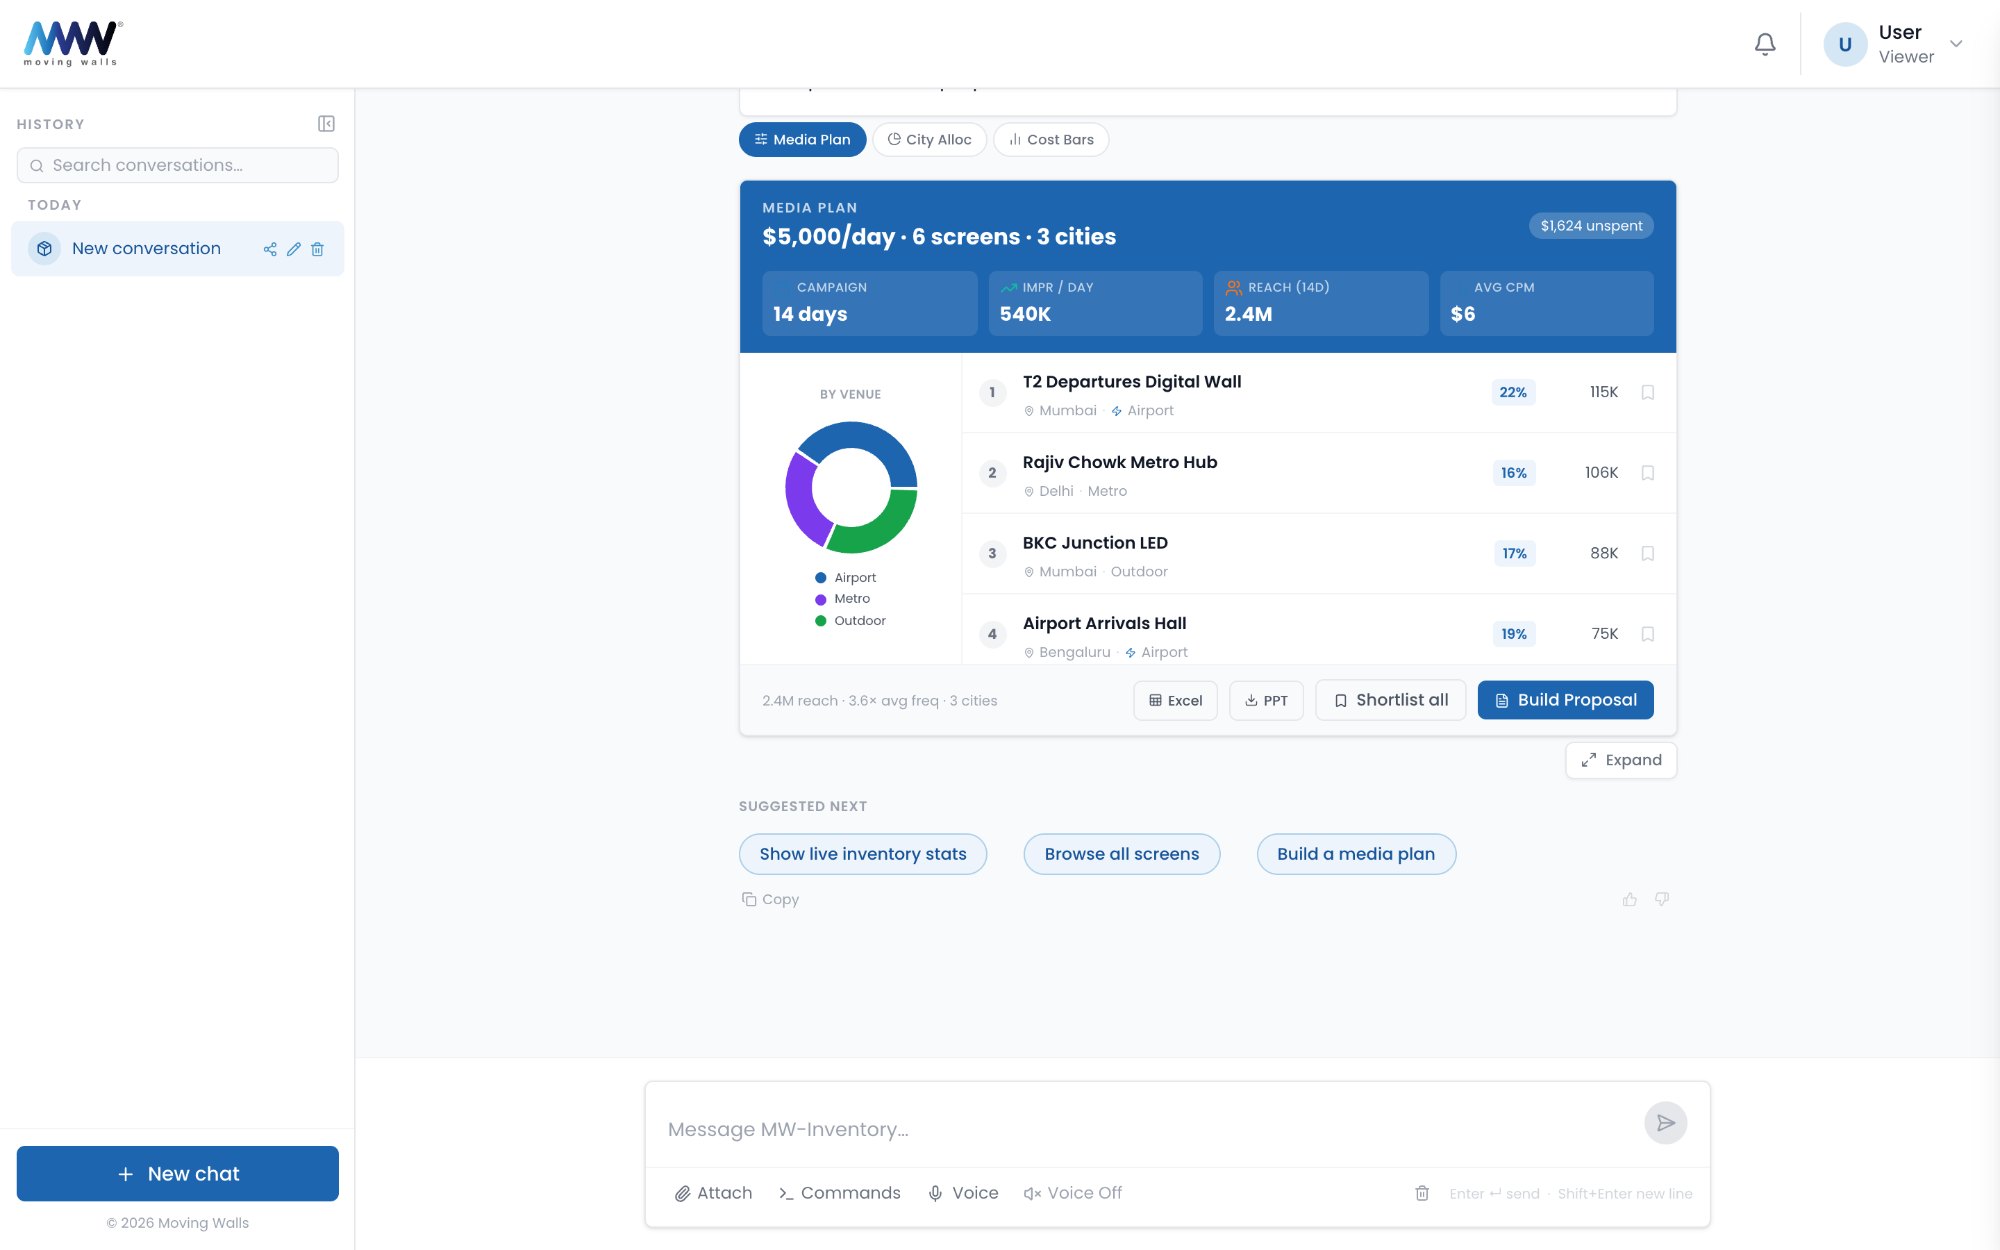 MW®
moving walls
User
Viewer
U
HISTORY
Search conversations...
TODAY
New conversation
Media Plan
City Alloc
Cost Bars
MEDIA PLAN
$5,000/day · 6 screens · 3 cities
$1,624 unspent
CAMPAIGN
14 days
IMPR / DAY
540K
REACH (14D)
2.4M
AVG CPM
$6
BY VENUE
Airport
Metro
Outdoor
1 T2 Departures Digital Wall 22% 115K
Mumbai · Airport
2 Rajiv Chowk Metro Hub 16% 106K
Delhi · Metro
3 BKC Junction LED 17% 88K
Mumbai · Outdoor
4 Airport Arrivals Hall 19% 75K
Bengaluru · Airport
2.4M reach · 3.6× avg freq · 3 cities
Excel
PPT
Shortlist all
Build Proposal
Expand
SUGGESTED NEXT
Show live inventory stats
Browse all screens
Build a media plan
Copy
Message MW-Inventory...
Attach
Commands
Voice
Voice Off
Enter ↵ send · Shift+Enter new line
+ New chat
© 2026 Moving Walls